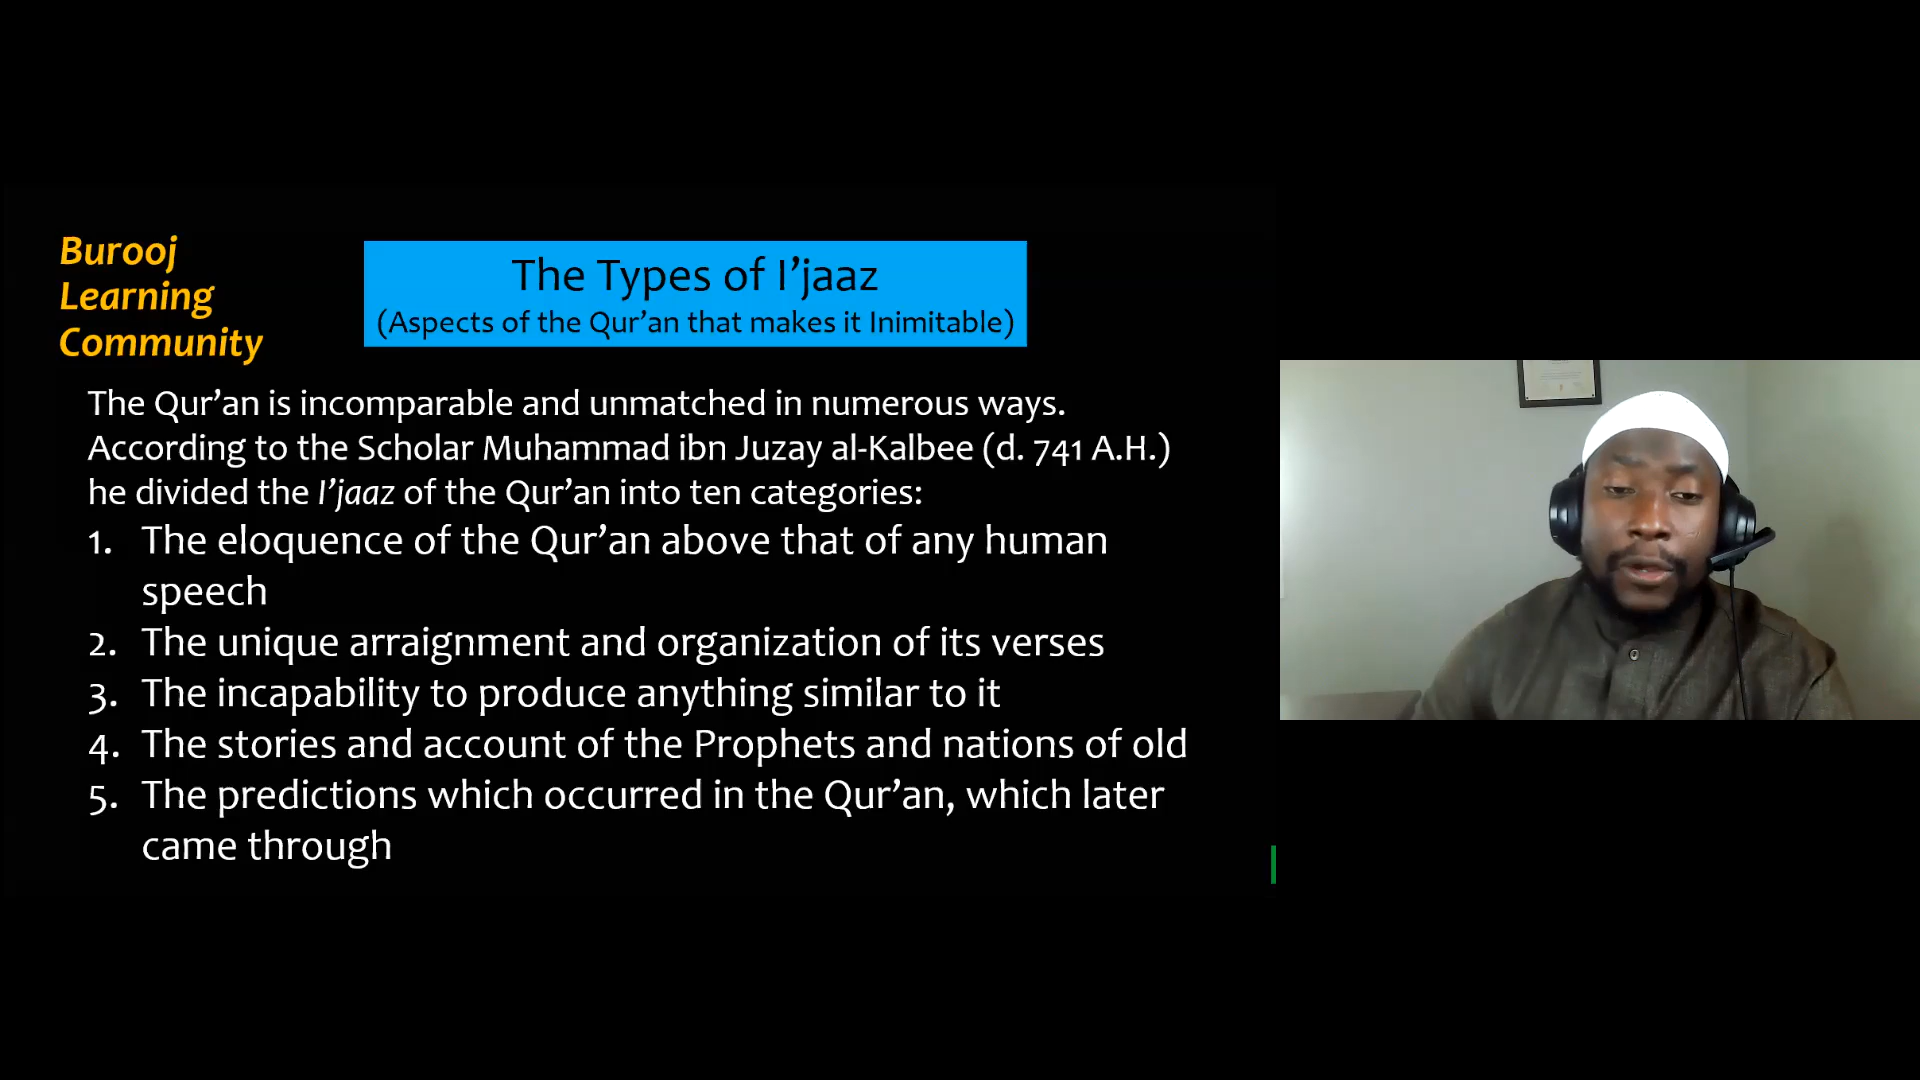 Burooj
Learning
Community
The Types of I’jaaz
(Aspects of the Qur’an that makes it Inimitable)
The Qur’an is incomparable and unmatched in numerous ways.
According to the Scholar Muhammad ibn Juzay al-Kalbee (d. 741 A.H.)
he divided the I’jaaz of the Qur’an into ten categories:
1. The eloquence of the Qur’an above that of any human
speech
2. The unique arraignment and organization of its verses
3. The incapability to produce anything similar to it
4. The stories and account of the Prophets and nations of old
5. The predictions which occurred in the Qur’an, which later
came through